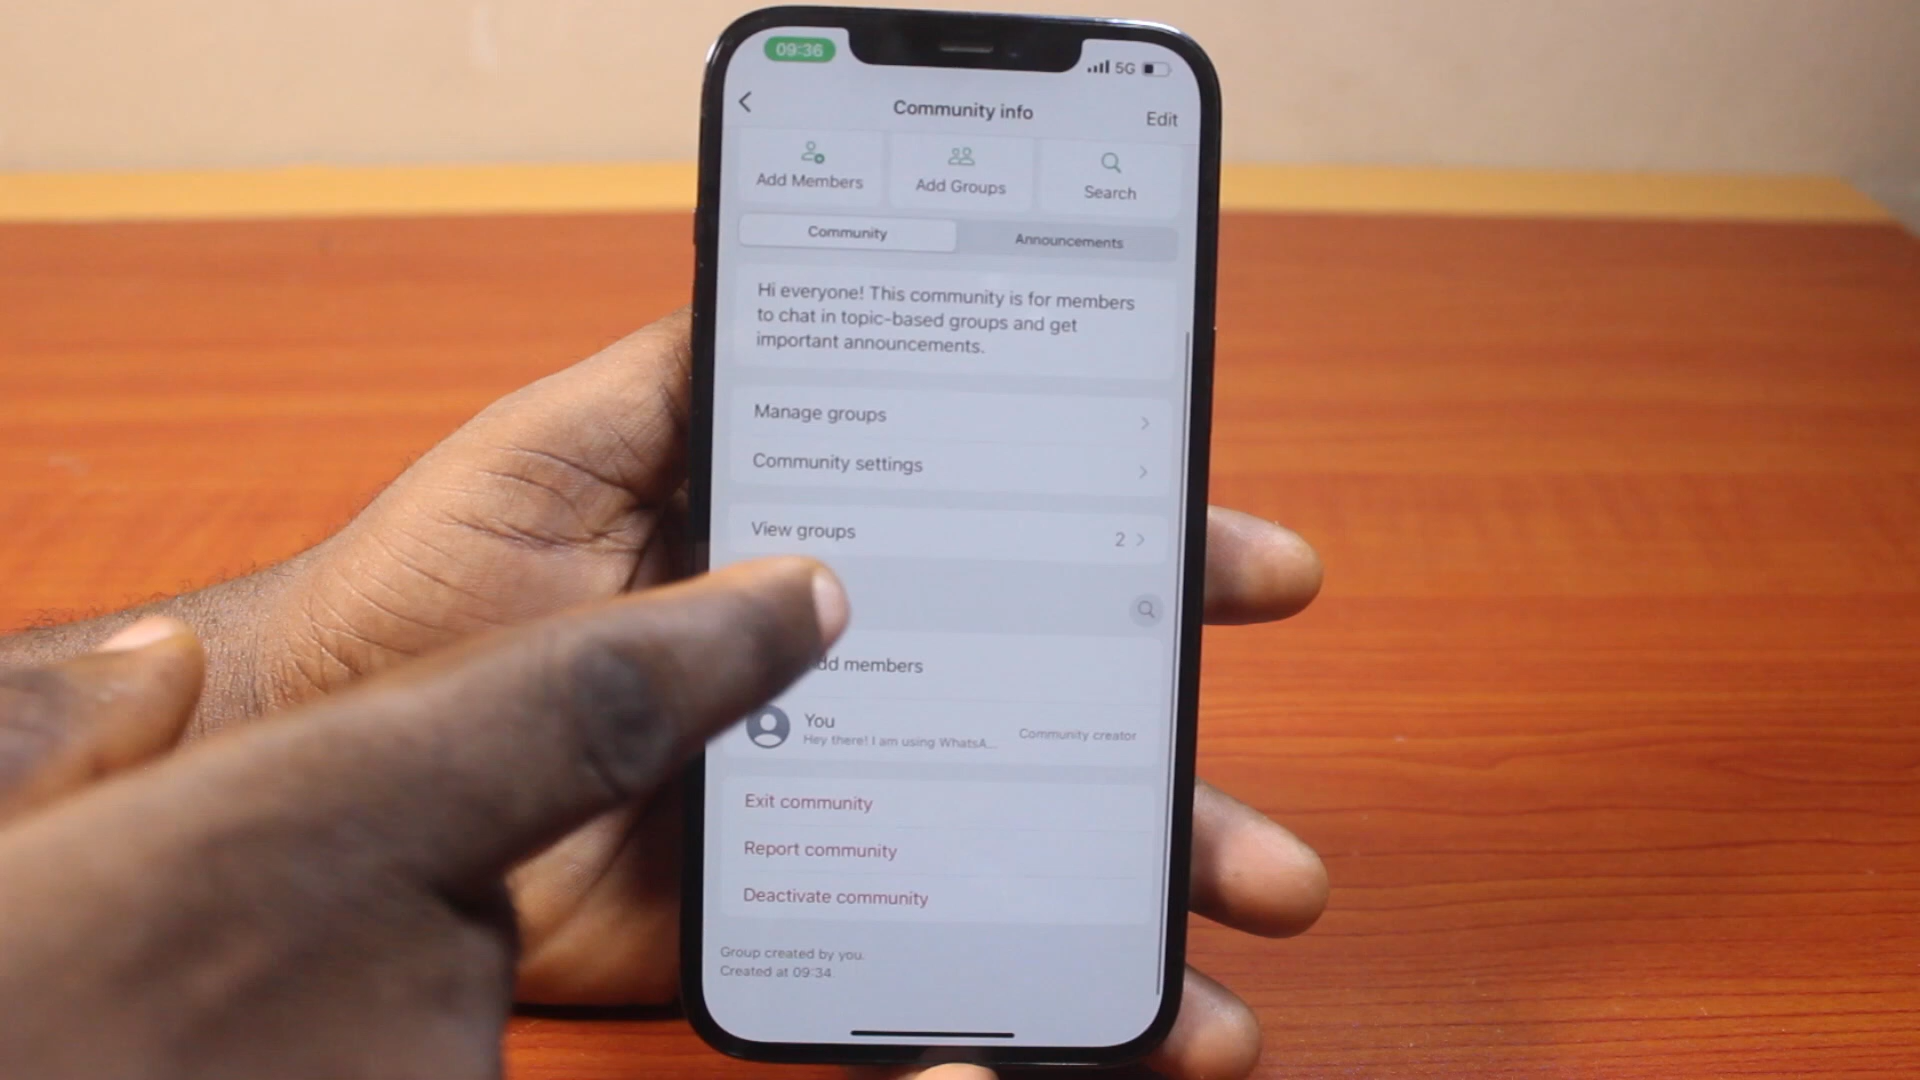 09:36
5G
Community info
Edit
Add Members
Add Groups
Search
Community
Announcements
Hi everyone! This community is for members
to chat in topic-based groups and get
important announcements.
Manage groups
Community settings
View groups
2
dd members
You
Hey there! I am using WhatsA...
Community creator
Exit community
Report community
Deactivate community
Group created by you.
Created at 09:34